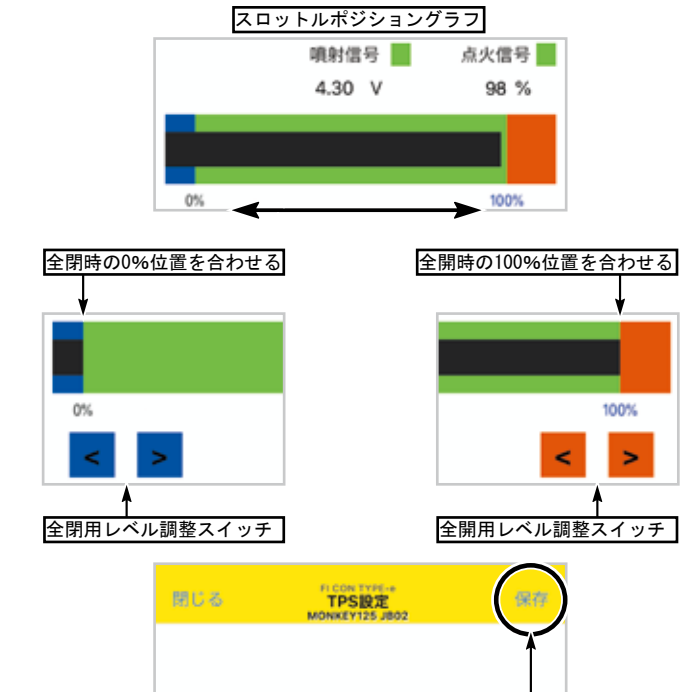 スロットルポジショングラフ
噴射信号 点火信号
4.30 V 98 %
0% 100%
全閉時の0%位置を合わせる 全開時の100%位置を合わせる
0% 100%
< > < >
全閉用レベル調整スイッチ 全開用レベル調整スイッチ
FI CON TYPE-e
閉じる TPS設定 保存
MONKEY125 JB02